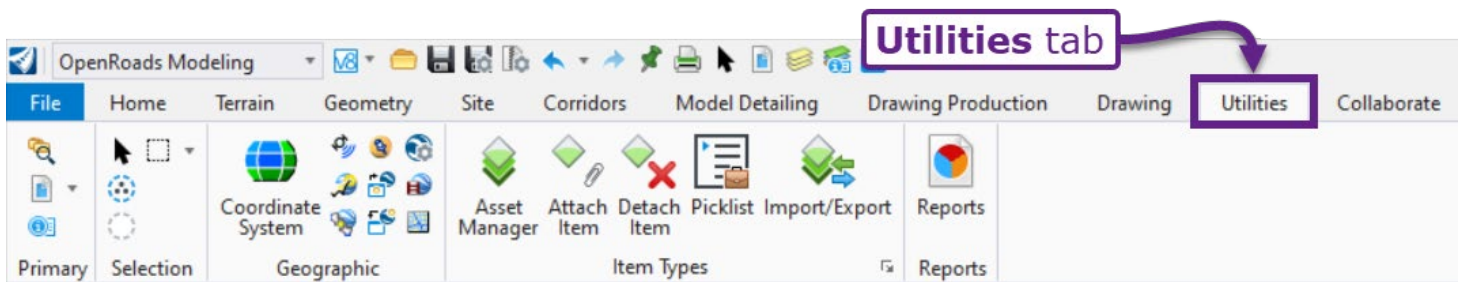 Utilities tab
OpenRoads Modeling
File Home Terrain Geometry Site Corridors Model Detailing Drawing Production Drawing Utilities Collaborate
Coordinate System
Asset Manager
Attach Item
Detach Item
Picklist
Import/Export
Reports
Primary Selection Geographic Item Types Reports